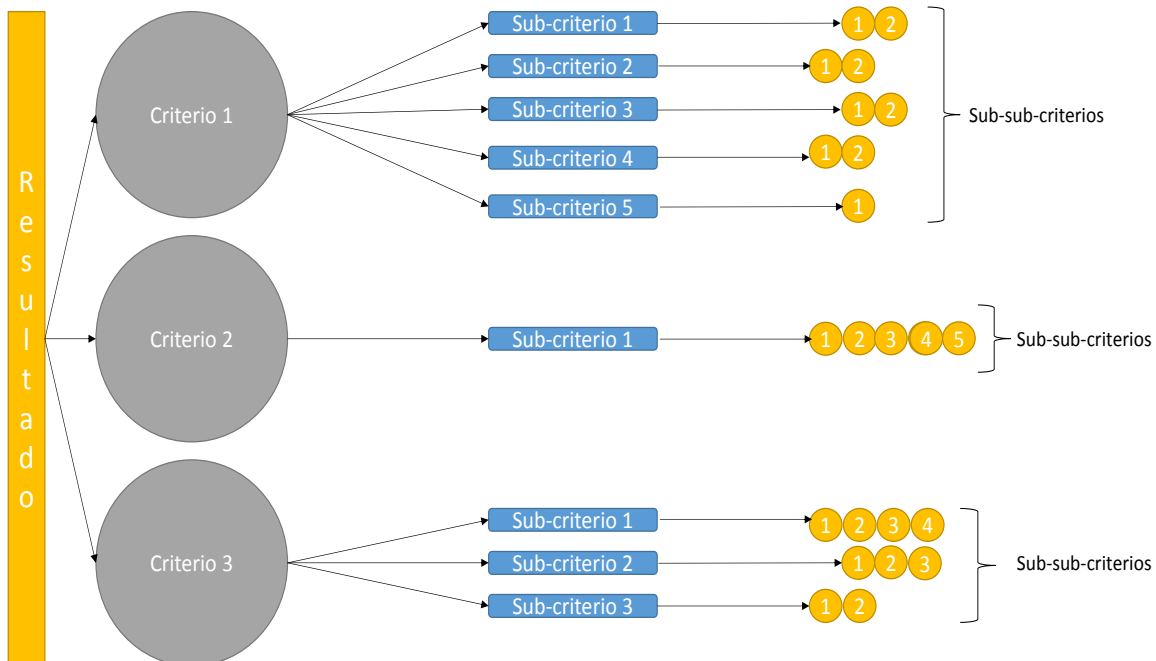 Resultado
Criterio 1
Sub-criterio 1
1 2
Sub-criterio 2
1 2
Sub-criterio 3
1 2
Sub-criterio 4
1 2
Sub-criterio 5
1
Sub-sub-criterios
Criterio 2
Sub-criterio 1
1 2 3 4 5
Sub-sub-criterios
Criterio 3
Sub-criterio 1
1 2 3 4
Sub-criterio 2
1 2 3
Sub-criterio 3
1 2
Sub-sub-criterios